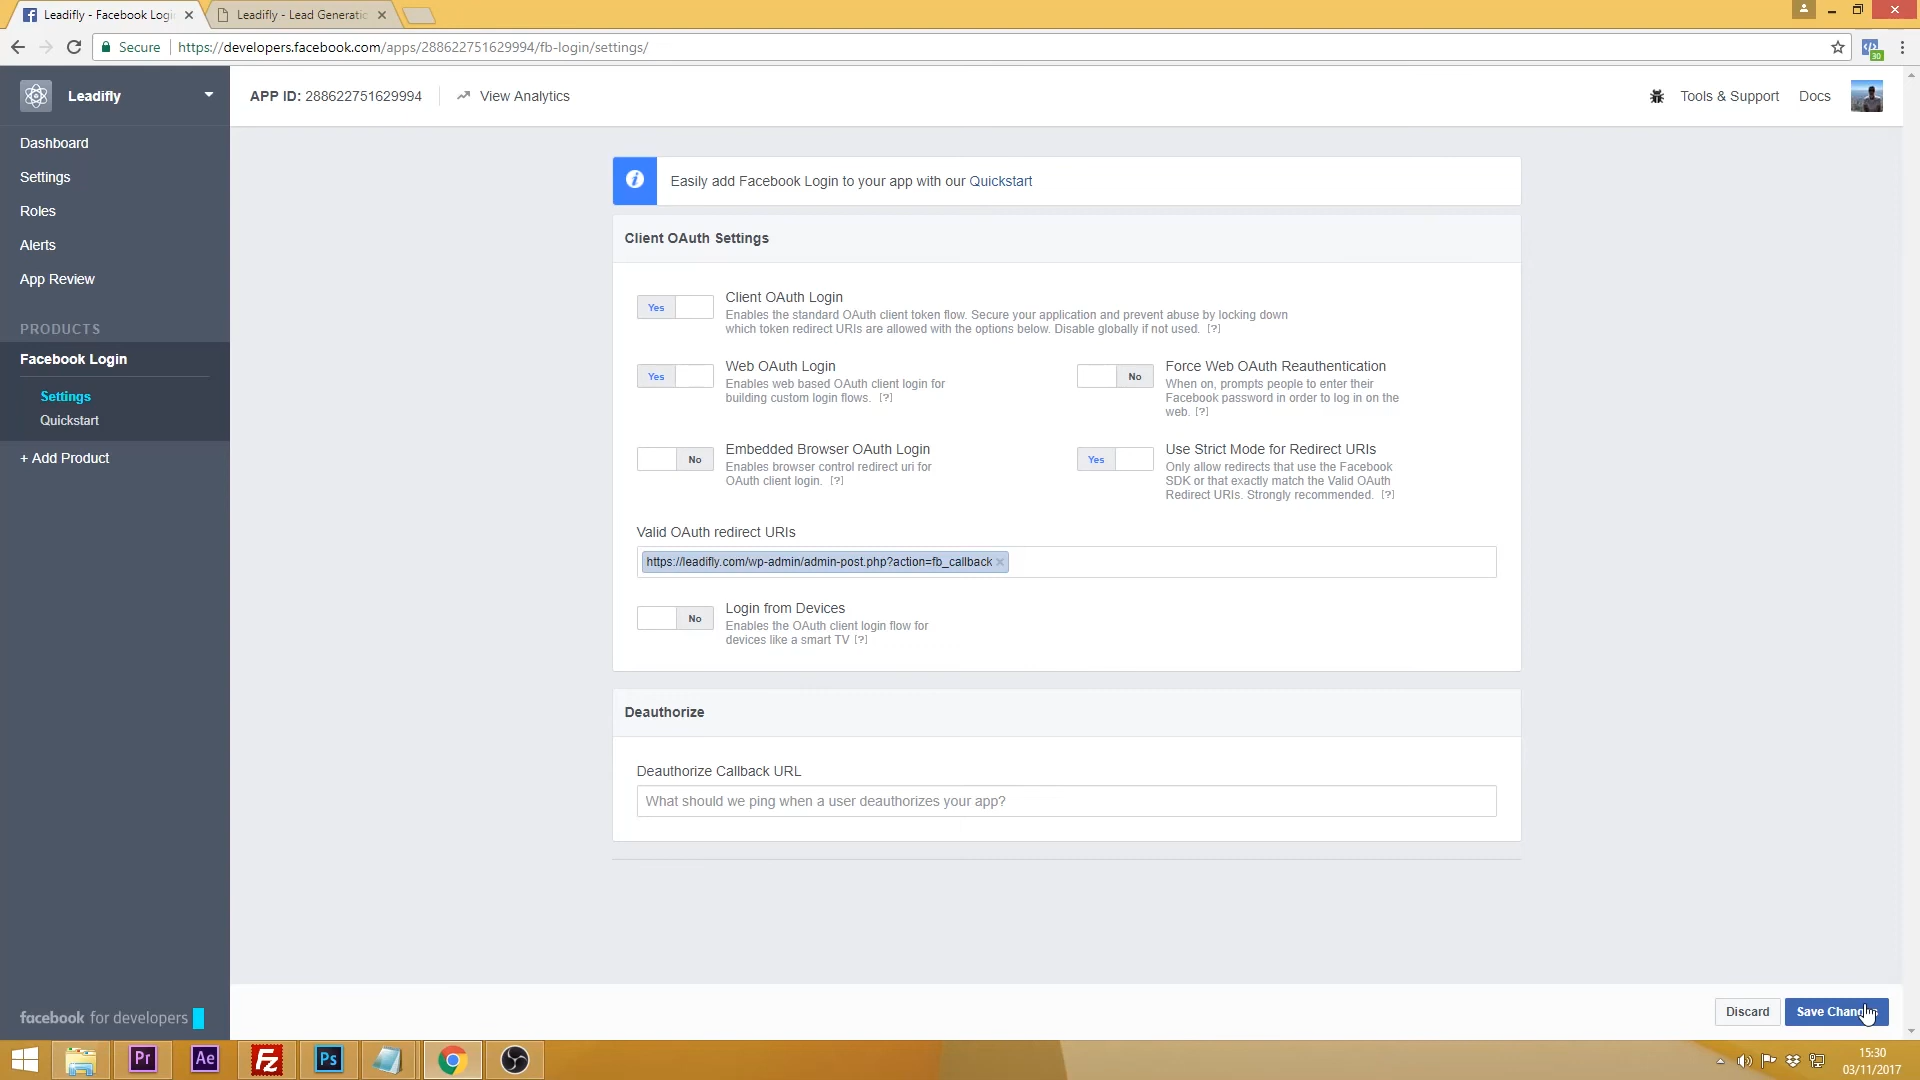 Leadifly - Facebook Logi
Leadifly - Lead Generatio
Secure
https://developers.facebook.com/apps/288622751629994/fb-login/settings/
30
Leadifly
APP ID: 288622751629994
View Analytics
Tools & Support
Docs
Dashboard
Settings
Roles
Alerts
App Review
PRODUCTS
Facebook Login
Settings
Quickstart
+ Add Product
Easily add Facebook Login to your app with our Quickstart
Client OAuth Settings
Yes
Client OAuth Login
Enables the standard OAuth client token flow. Secure your application and prevent abuse by locking down
which token redirect URIs are allowed with the options below. Disable globally if not used. [?]
Yes
Web OAuth Login
Enables web based OAuth client login for
building custom login flows. [?]
No
Force Web OAuth Reauthentication
When on, prompts people to enter their
Facebook password in order to log in on the
web. [?]
No
Embedded Browser OAuth Login
Enables browser control redirect uri for
OAuth client login. [?]
Yes
Use Strict Mode for Redirect URIs
Only allow redirects that use the Facebook
SDK or that exactly match the Valid OAuth
Redirect URIs. Strongly recommended. [?]
Valid OAuth redirect URIs
https://leadifly.com/wp-admin/admin-post.php?action=fb_callback
No
Login from Devices
Enables the OAuth client login flow for
devices like a smart TV [?]
Deauthorize
Deauthorize Callback URL
What should we ping when a user deauthorizes your app?
facebook for developers
Discard
Save Changes
Pr
Ae
Fz
Ps
15:30
03/11/2017